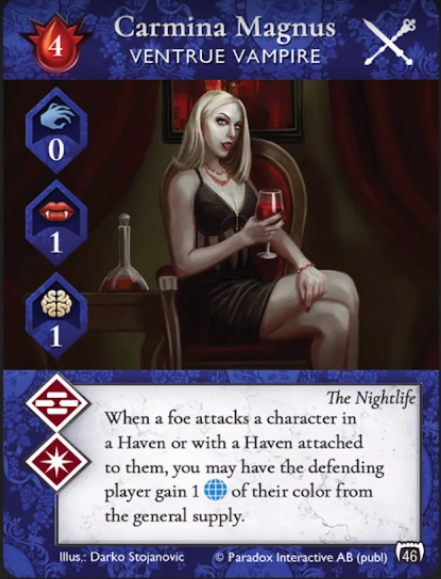 4
Carmina Magnus
VENTRUE VAMPIRE
0
1
1
The Nightlife
When a foe attacks a character in
a Haven or with a Haven attached
to them, you may have the defending
player gain 1 of their color from
the general supply.
Illus.: Darko Stojanovic © Paradox Interactive AB (publ) 46